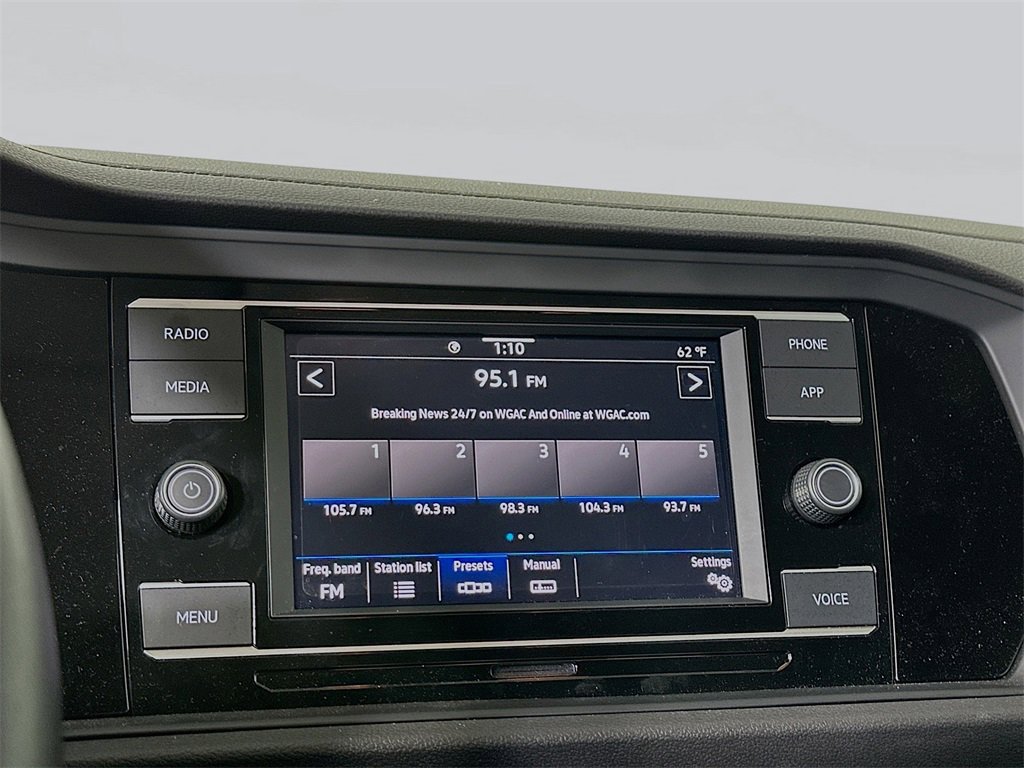 RADIO
MEDIA
MENU
1:10
62 °F
<
95.1 FM
>
Breaking News 24/7 on WGAC And Online at WGAC.com
1 2 3 4 5
105.7 FM 96.3 FM 98.3 FM 104.3 FM 93.7 FM
Freq. band Station list Presets Manual Settings
FM
PHONE
APP
VOICE